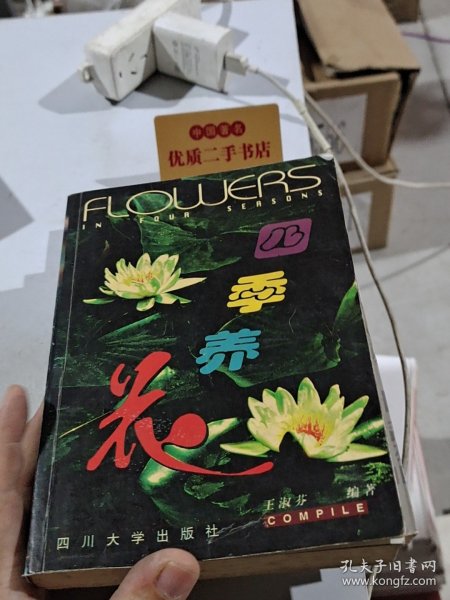 中国著名
优质二手书店
FLOWERS
IN FOUR SEASONS
四
季
养
花
王淑芬 编著
COMPILE
四川大学出版社
孔夫子旧书网
www.kongfz.com